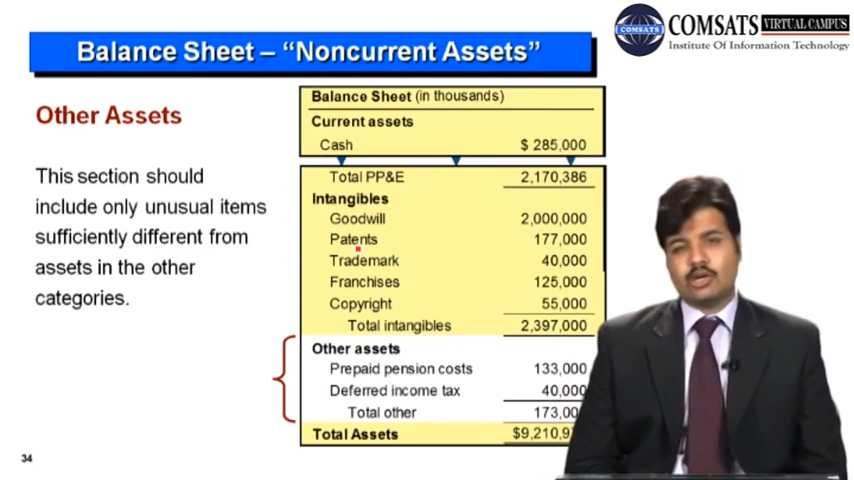 COMSATS
COMSATS VIRTUAL CAMPUS
Institute Of Information Technology
Balance Sheet – “Noncurrent Assets”
Other Assets
This section should
include only unusual items
sufficiently different from
assets in the other
categories.
Balance Sheet (in thousands)
Current assets
Cash $ 285,000
Total PP&E 2,170,386
Intangibles
Goodwill 2,000,000
Patents 177,000
Trademark 40,000
Franchises 125,000
Copyright 55,000
Total intangibles 2,397,000
Other assets
Prepaid pension costs 133,000
Deferred income tax 40,000
Total other
Total Assets
34